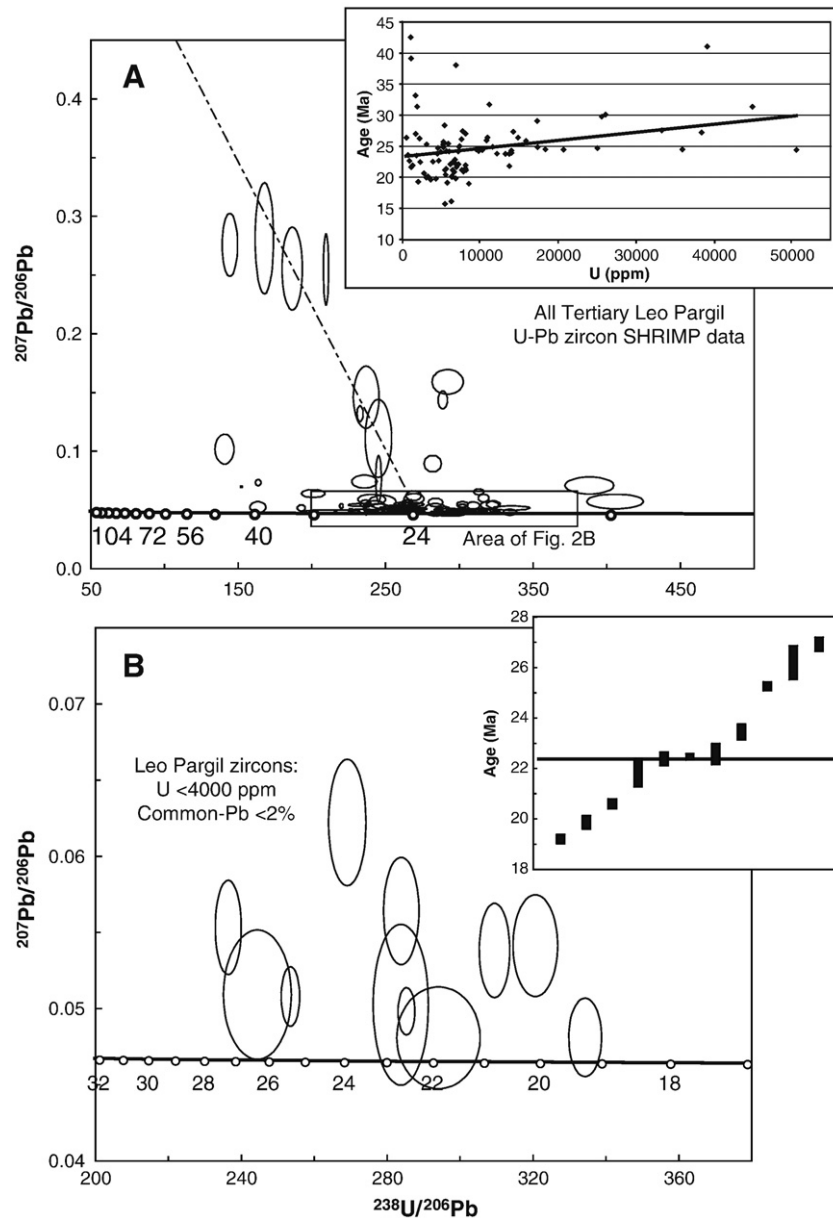 A
0.4
0.3
0.2
0.1
0.0
²⁰⁷Pb/²⁰⁶Pb
45
40
35
30
25
20
15
10
Age (Ma)
0 10000 20000 30000 40000 50000
U (ppm)
All Tertiary Leo Pargil
U-Pb zircon SHRIMP data
104 72 56 40 24
Area of Fig. 2B
50 150 250 350 450
B
0.07
0.06
0.05
0.04
²⁰⁷Pb/²⁰⁶Pb
Leo Pargil zircons:
U <4000 ppm
Common-Pb <2%
28
26
24
22
20
18
Age (Ma)
32 30 28 26 24 22 20 18
200 240 280 320 360
²³⁸U/²⁰⁶Pb